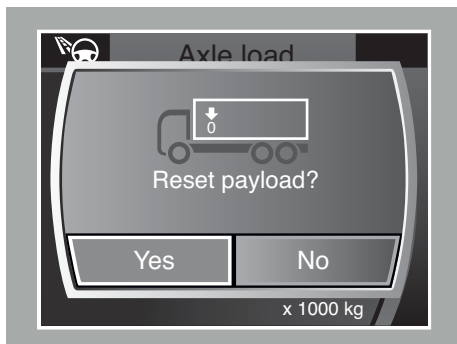 Axle load
0
Reset payload?
Yes
No
x 1000 kg